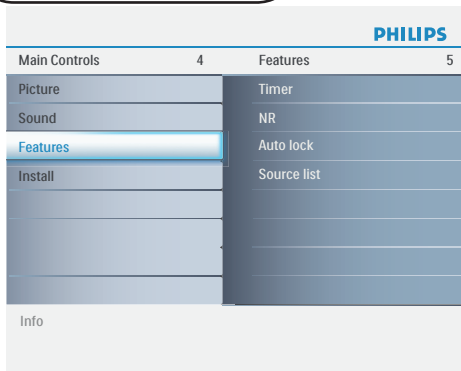 PHILIPS
Main Controls 4 Features 5
Picture Timer
Sound NR
Features Auto lock
Install Source list
Info